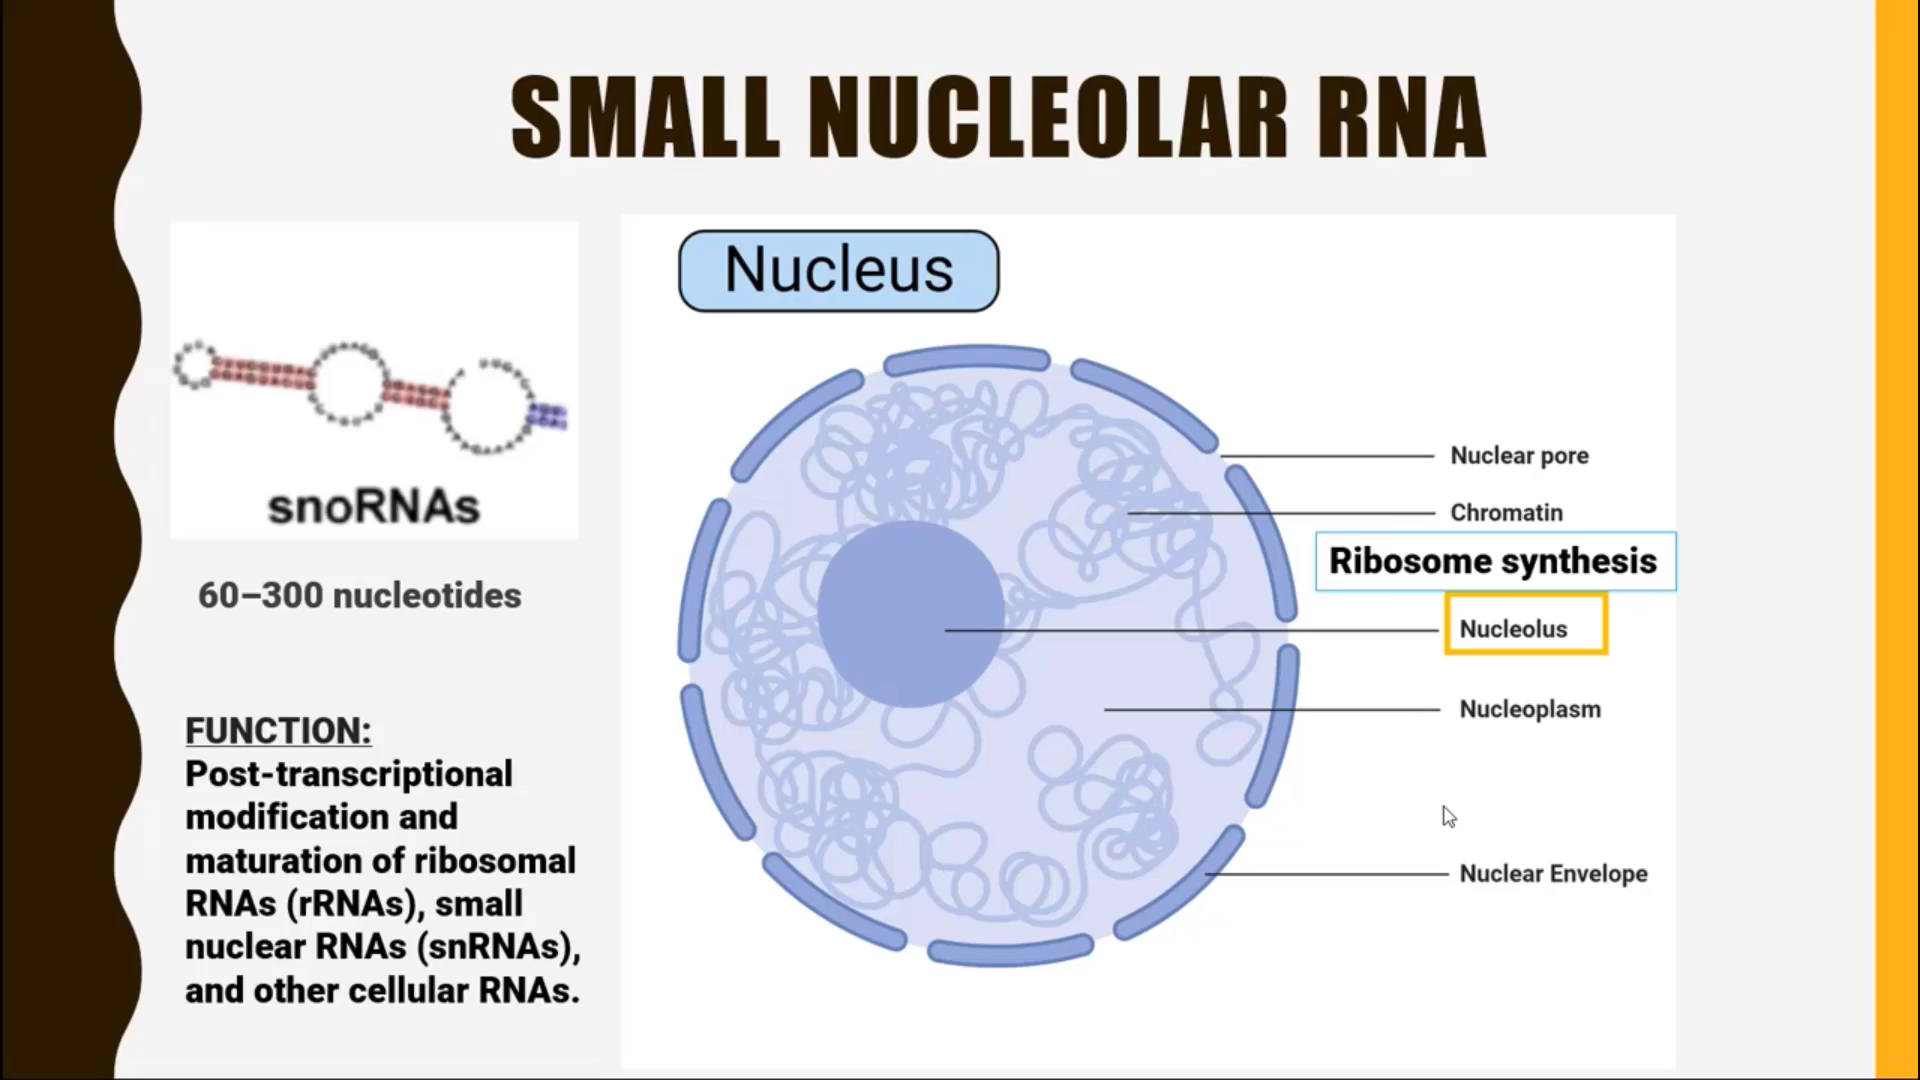 SMALL NUCLEOLAR RNA
snoRNAs
60–300 nucleotides
FUNCTION:
Post-transcriptional
modification and
maturation of ribosomal
RNAs (rRNAs), small
nuclear RNAs (snRNAs),
and other cellular RNAs.
Nucleus
Nuclear pore
Chromatin
Ribosome synthesis
Nucleolus
Nucleoplasm
Nuclear Envelope